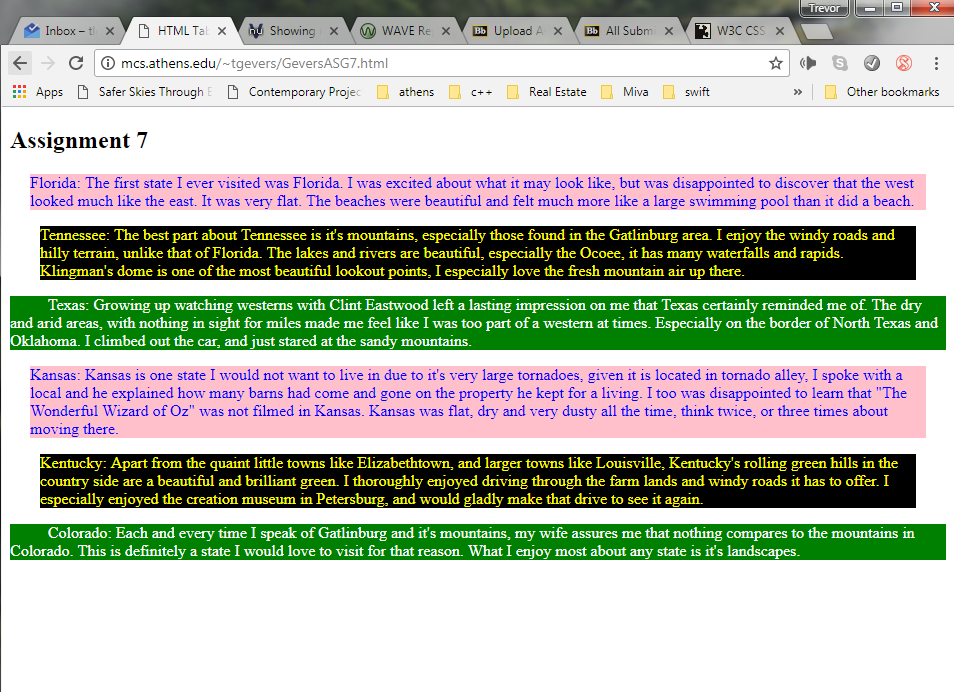 Trevor
Inbox – tl
HTML Tal
Showing
WAVE Re
Upload A
All Subm
W3C CSS
mcs.athens.edu/~tgevers/GeversASG7.html
Apps Safer Skies Through E Contemporary Projec athens c++ Real Estate Miva swift » Other bookmarks
Assignment 7
Florida: The first state I ever visited was Florida. I was excited about what it may look like, but was disappointed to discover that the west
looked much like the east. It was very flat. The beaches were beautiful and felt much more like a large swimming pool than it did a beach.
Tennessee: The best part about Tennessee is it's mountains, especially those found in the Gatlinburg area. I enjoy the windy roads and
hilly terrain, unlike that of Florida. The lakes and rivers are beautiful, especially the Ocoee, it has many waterfalls and rapids.
Klingman's dome is one of the most beautiful lookout points, I especially love the fresh mountain air up there.
Texas: Growing up watching westerns with Clint Eastwood left a lasting impression on me that Texas certainly reminded me of. The dry
and arid areas, with nothing in sight for miles made me feel like I was too part of a western at times. Especially on the border of North Texas and
Oklahoma. I climbed out the car, and just stared at the sandy mountains.
Kansas: Kansas is one state I would not want to live in due to it's very large tornadoes, given it is located in tornado alley, I spoke with a
local and he explained how many barns had come and gone on the property he kept for a living. I too was disappointed to learn that "The
Wonderful Wizard of Oz" was not filmed in Kansas. Kansas was flat, dry and very dusty all the time, think twice, or three times about
moving there.
Kentucky: Apart from the quaint little towns like Elizabethtown, and larger towns like Louisville, Kentucky's rolling green hills in the
country side are a beautiful and brilliant green. I thoroughly enjoyed driving through the farm lands and windy roads it has to offer. I
especially enjoyed the creation museum in Petersburg, and would gladly make that drive to see it again.
Colorado: Each and every time I speak of Gatlinburg and it's mountains, my wife assures me that nothing compares to the mountains in
Colorado. This is definitely a state I would love to visit for that reason. What I enjoy most about any state is it's landscapes.